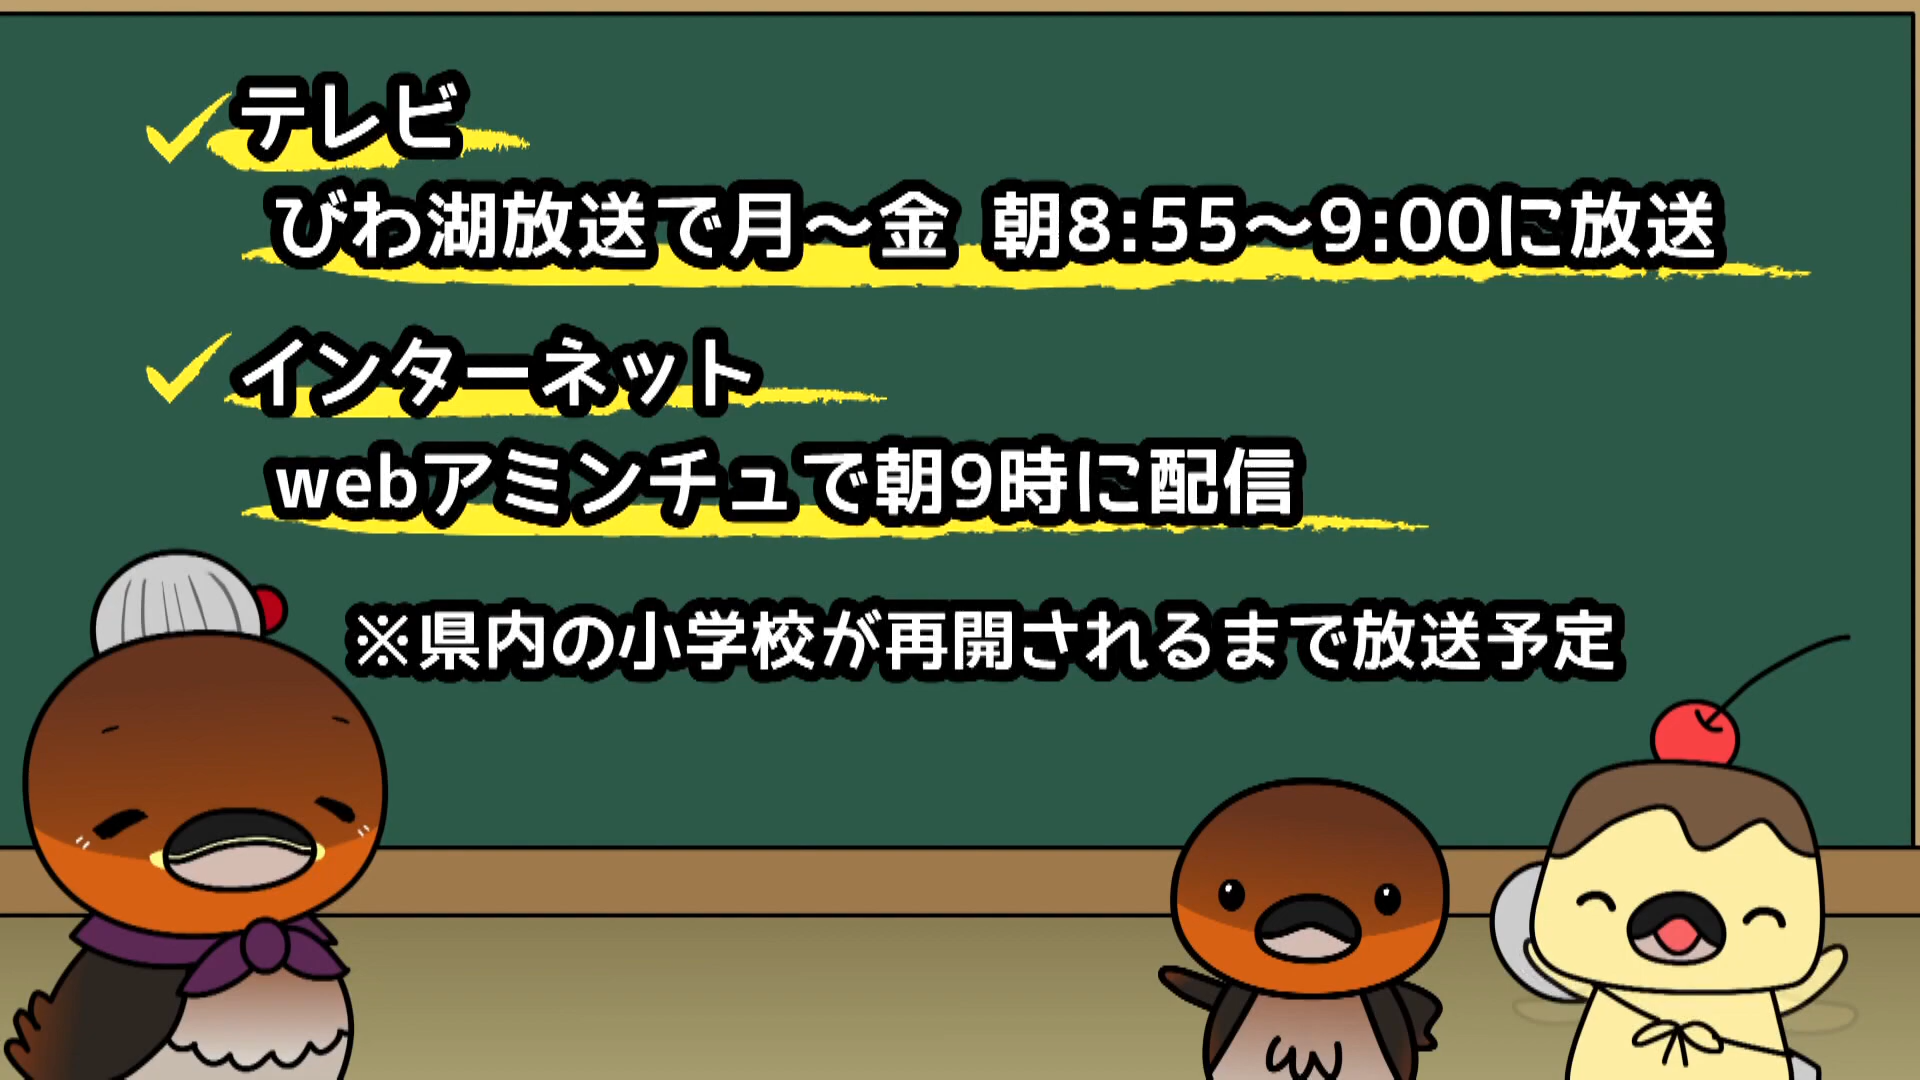 テレビ
びわ湖放送で月～金 朝8:55～9:00に放送
インターネット
webアミンチュで朝9時に配信
※県内の小学校が再開されるまで放送予定